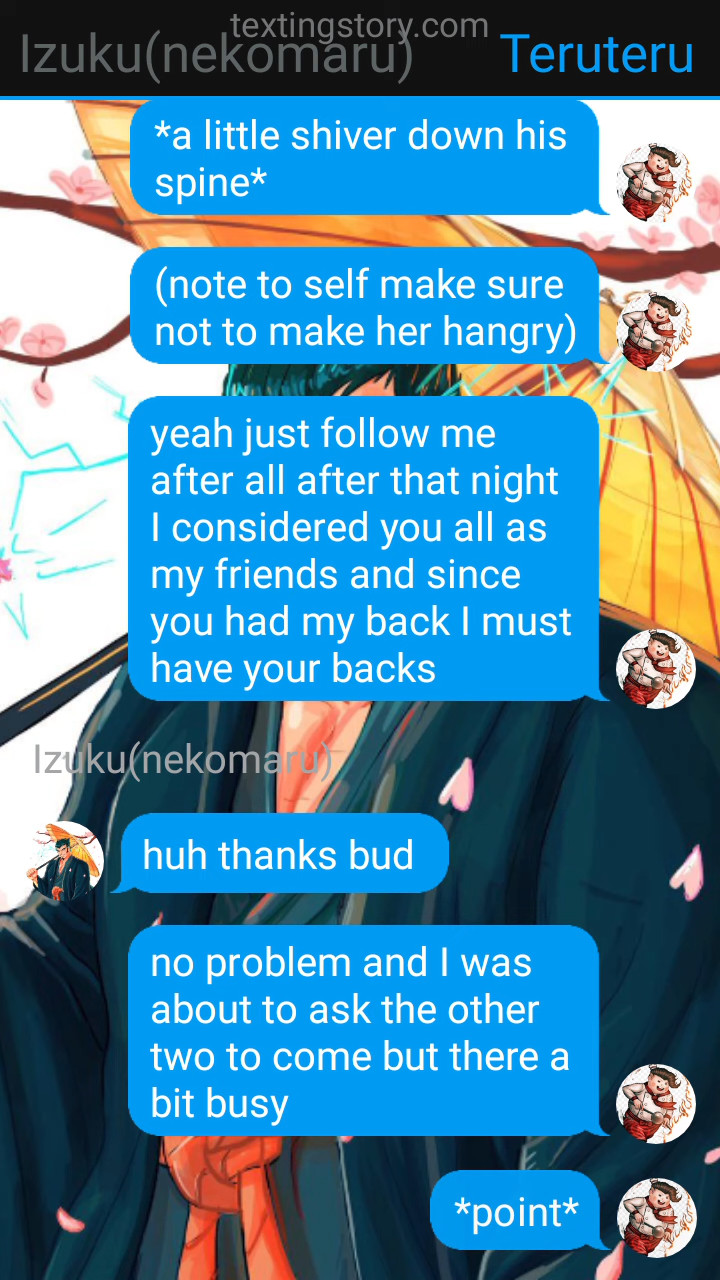 textingstory.com
Izuku(nekomaru) Teruteru
*a little shiver down his
spine*
(note to self make sure
not to make her hangry)
yeah just follow me
after all after that night
I considered you all as
my friends and since
you had my back I must
have your backs
Izuku(nekomaru)
huh thanks bud
no problem and I was
about to ask the other
two to come but there a
bit busy
*point*